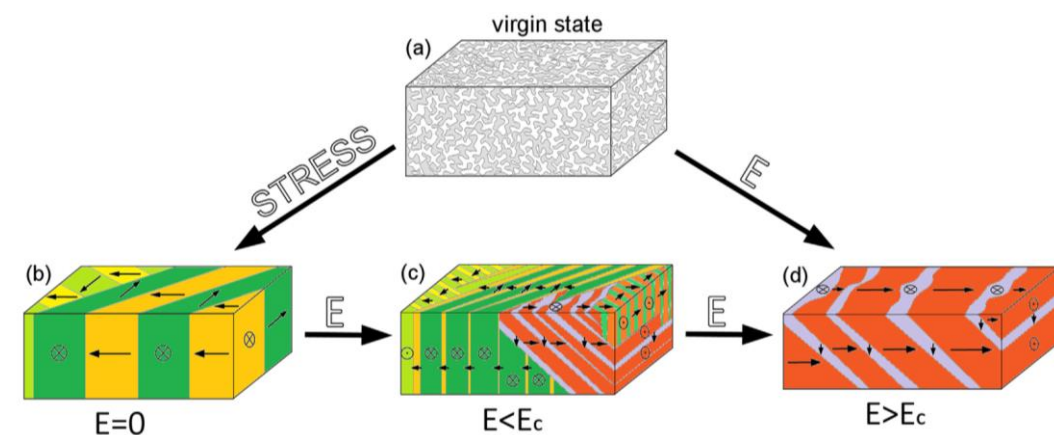 virgin state
(a)
STRESS
E
(b)
(c)
(d)
E
E
E=0
E<Ec
E>Ec